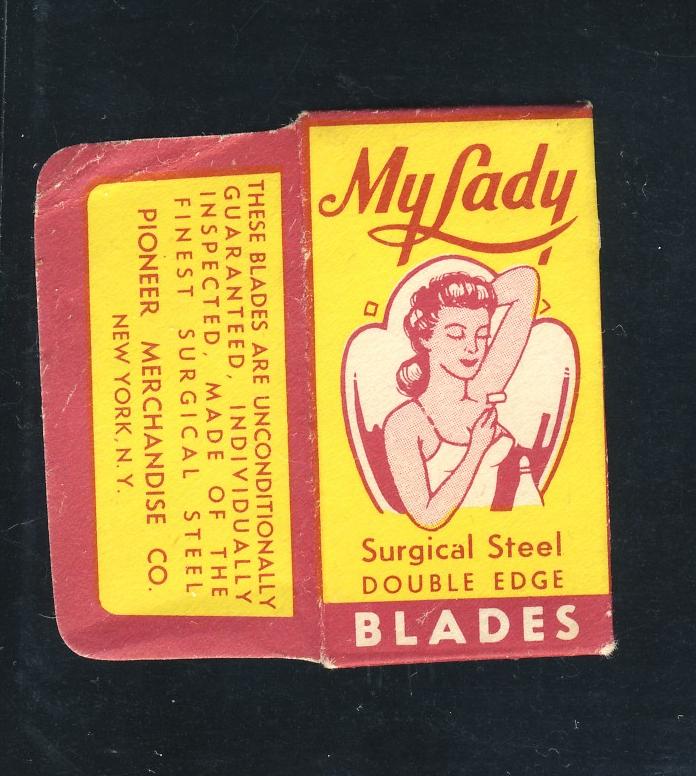 My Lady
Surgical Steel
DOUBLE EDGE
BLADES
THESE BLADES ARE UNCONDITIONALLY
GUARANTEED, INDIVIDUALLY
INSPECTED, MADE OF THE
FINEST SURGICAL STEEL
PIONEER MERCHANDISE CO.
NEW YORK, N.Y.